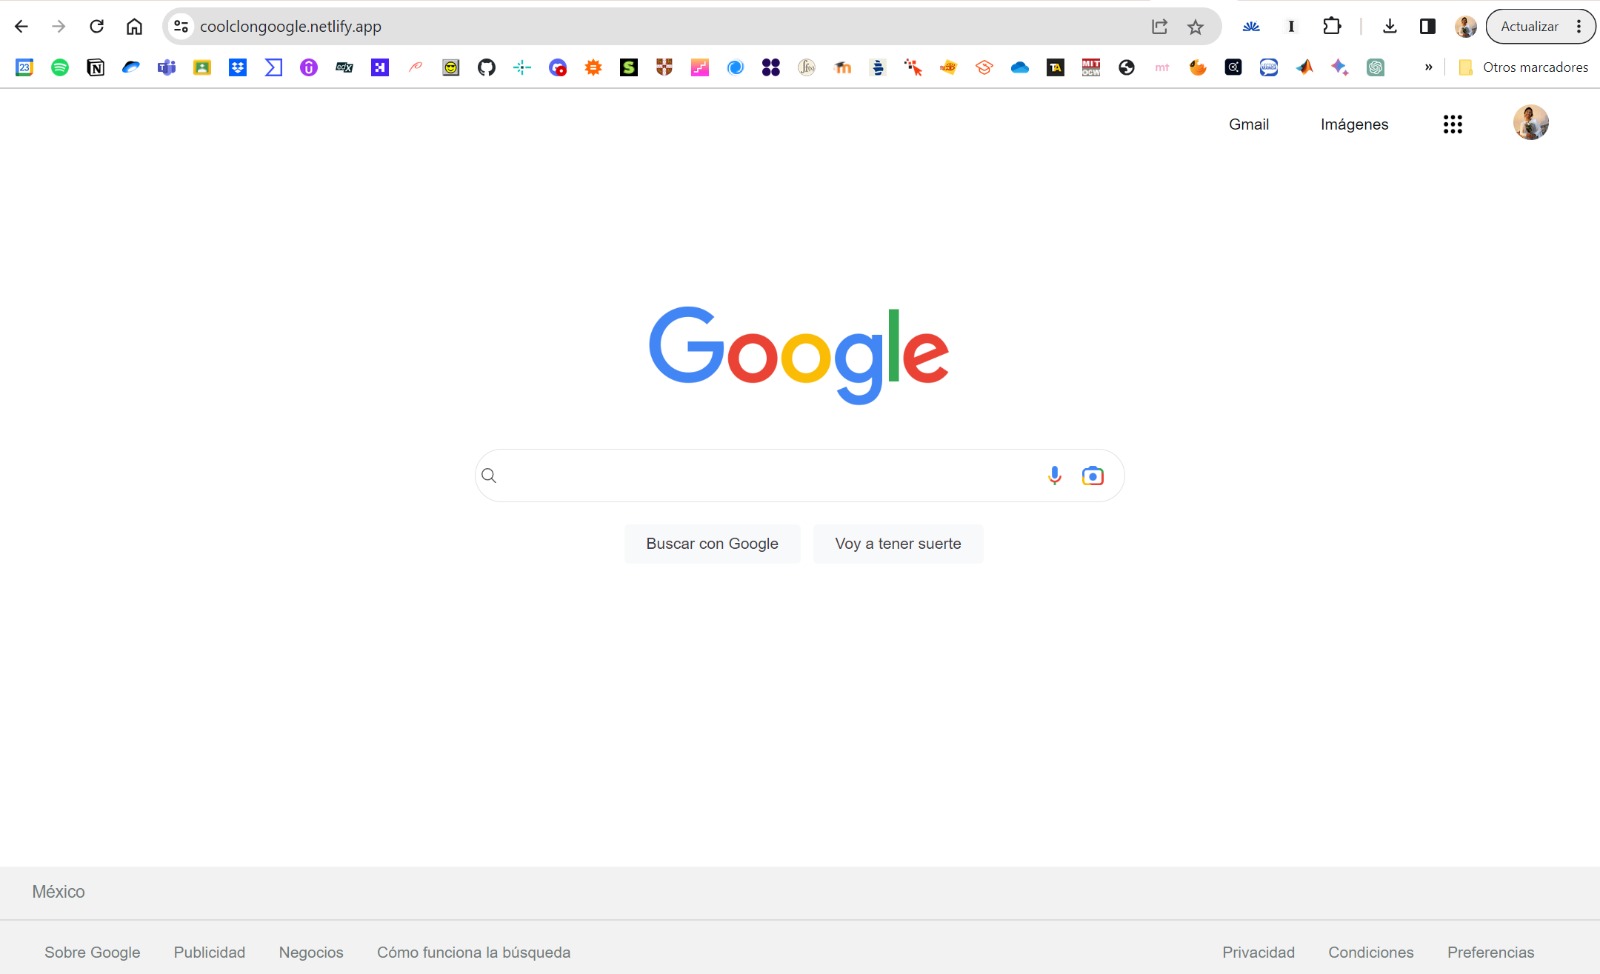 coolclongoogle.netlify.app
Actualizar
Otros marcadores
Gmail Imágenes
Google
Buscar con Google Voy a tener suerte
México
Sobre Google Publicidad Negocios Cómo funciona la búsqueda Privacidad Condiciones Preferencias